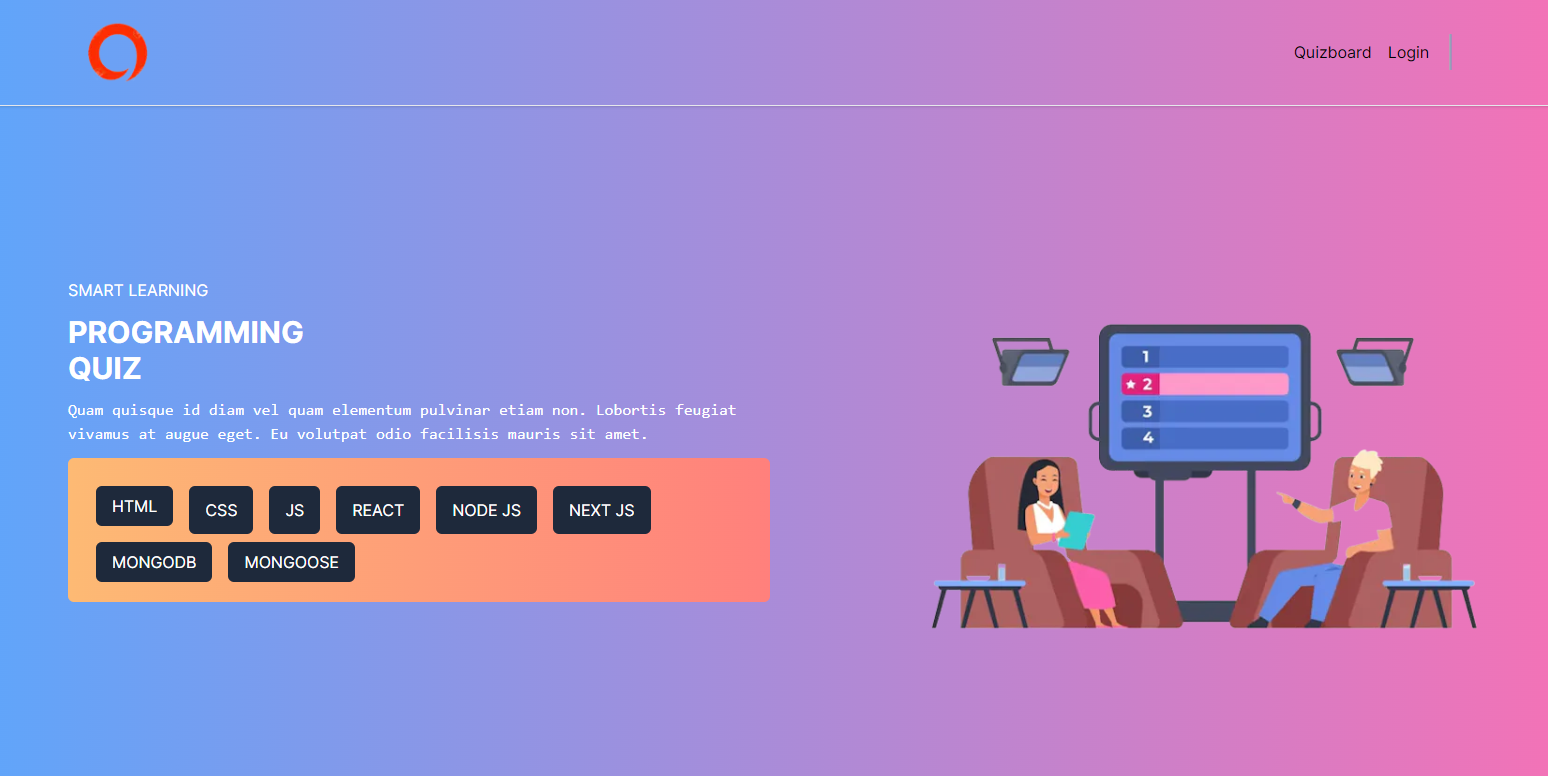 Quizboard Login
SMART LEARNING
PROGRAMMING
QUIZ
Quam quisque id diam vel quam elementum pulvinar etiam non. Lobortis feugiat
vivamus at augue eget. Eu volutpat odio facilisis mauris sit amet.
HTML CSS JS REACT NODE JS NEXT JS
MONGODB MONGOOSE
1
2
3
4